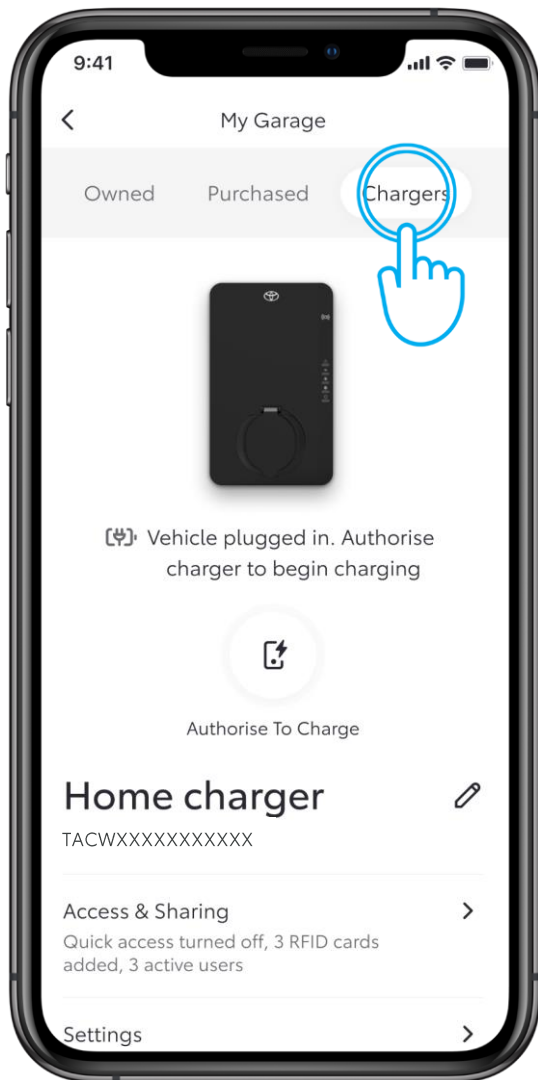 9:41
My Garage
Owned Purchased Chargers
Vehicle plugged in. Authorise
charger to begin charging
Authorise To Charge
Home charger
TACWXXXXXXXXXXX
Access & Sharing
Quick access turned off, 3 RFID cards
added, 3 active users
Settings